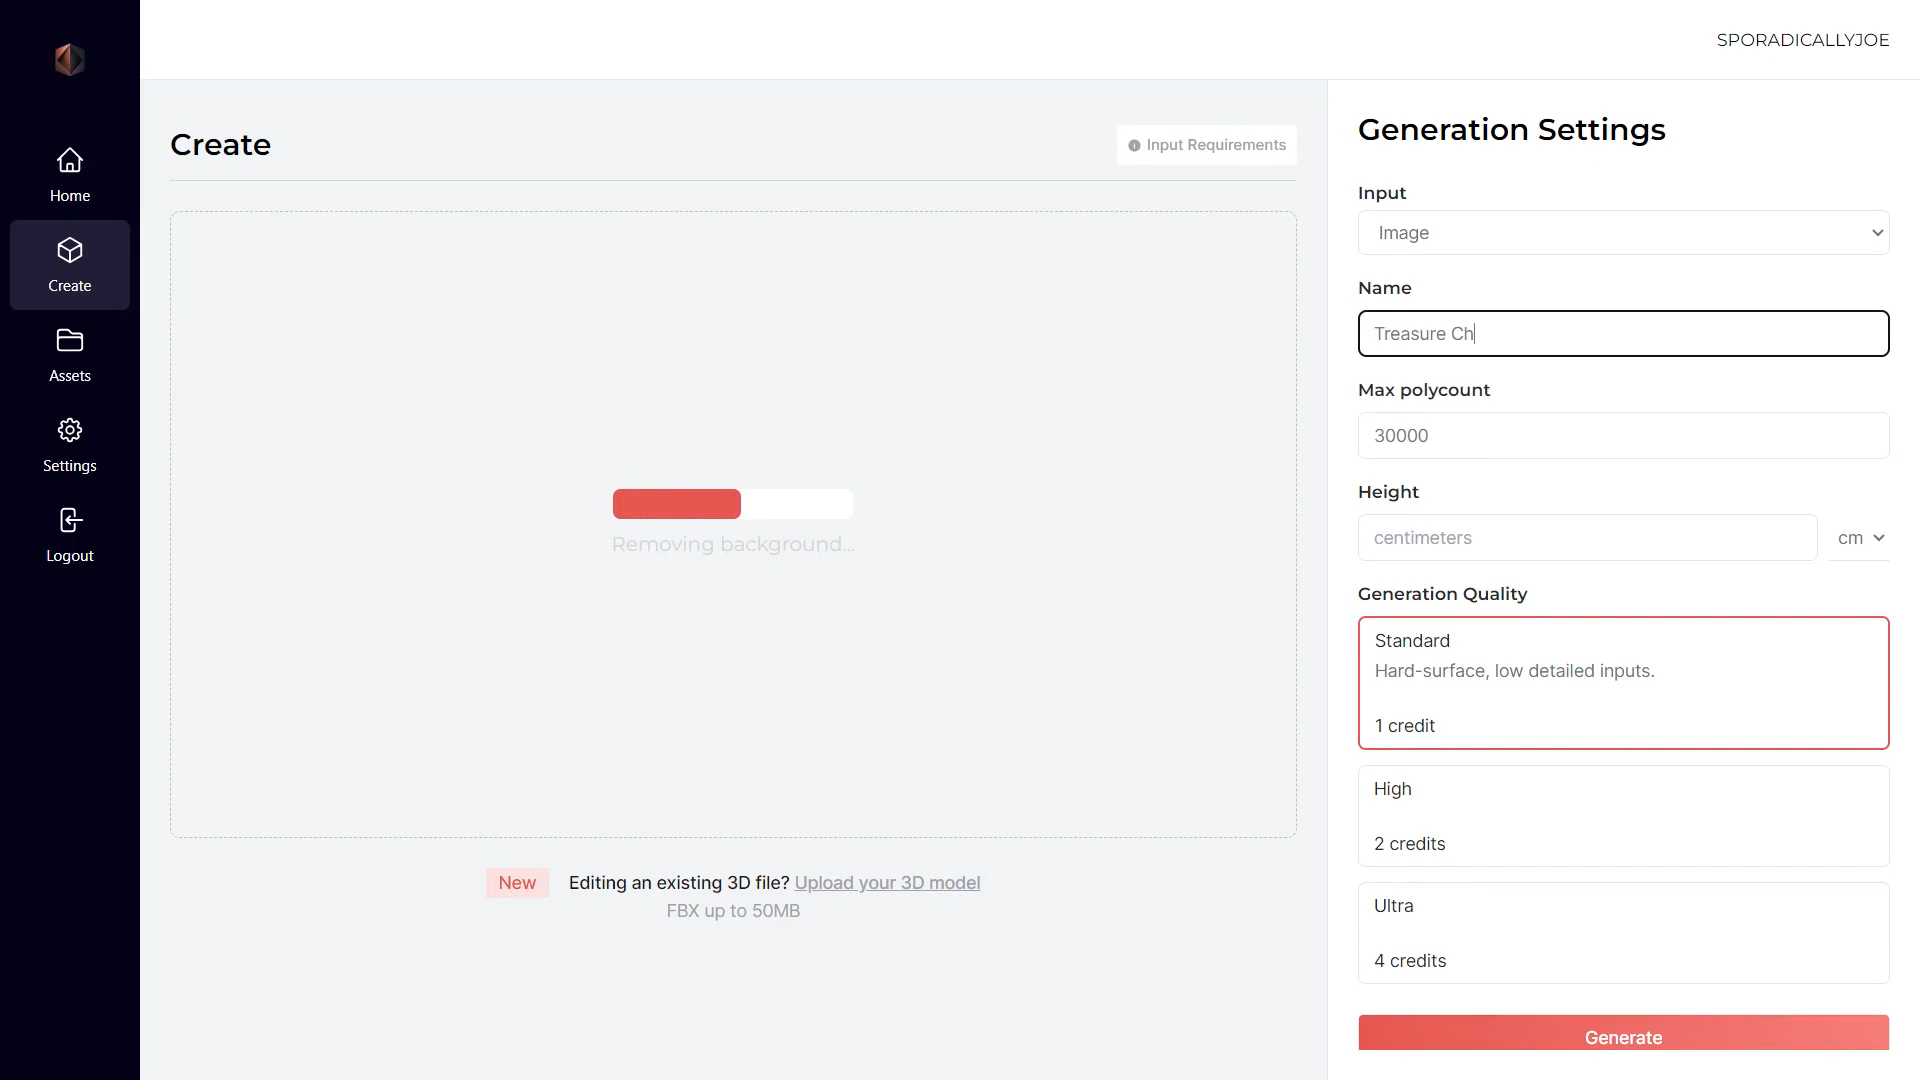 SPORADICALLYJOE
Home
Create
Assets
Settings
Logout
Create
Input Requirements
Removing background...
New Editing an existing 3D file? Upload your 3D model
FBX up to 50MB
Generation Settings
Input
Image
Name
Treasure Ch
Max polycount
30000
Height
centimeters cm
Generation Quality
Standard
Hard-surface, low detailed inputs.
1 credit
High
2 credits
Ultra
4 credits
Generate